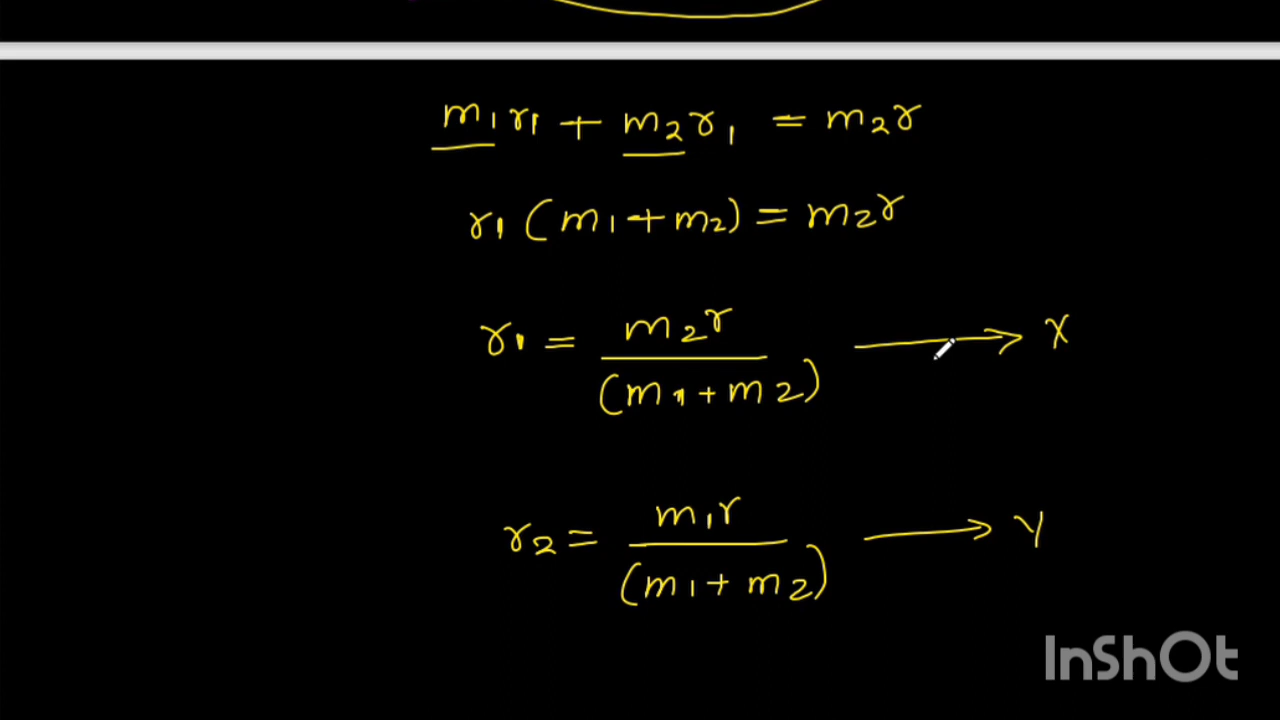 m₁r₁ + m₂r₁ = m₂r
r₁ (m₁+m₂) = m₂r
r₁ = m₂r / (m₁+m₂) ⟶ X
r₂ = m₁r / (m₁+m₂) ⟶ Y
InShOt